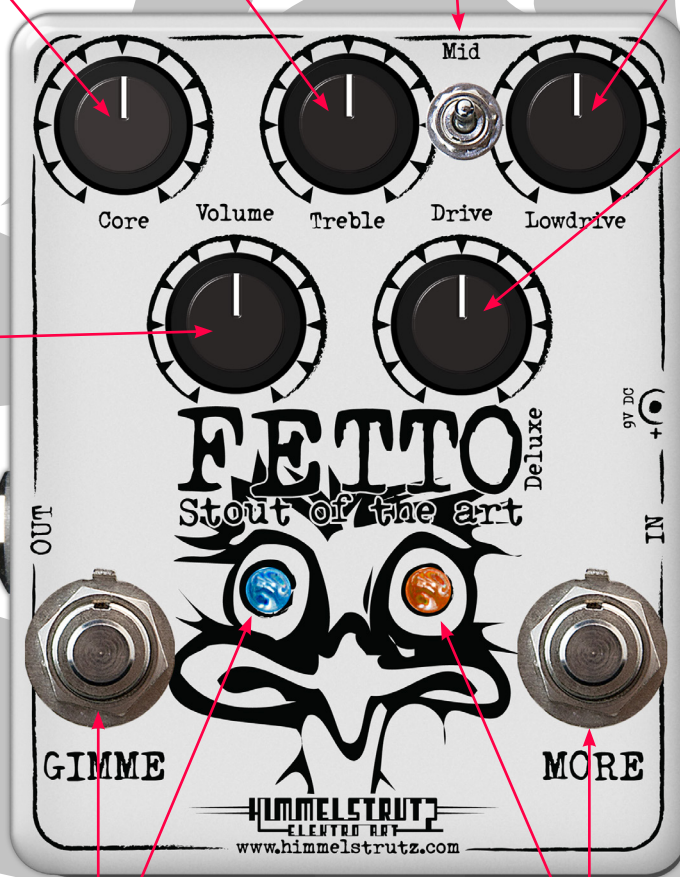 Mid
Core
Volume
Treble
Drive
Lowdrive
9V DC
+
FETTO
Deluxe
Stout of the art
OUT
IN
GIMME
MORE
HIMMELSTRUTZ
ELEKTRO ART
www.himmelstrutz.com